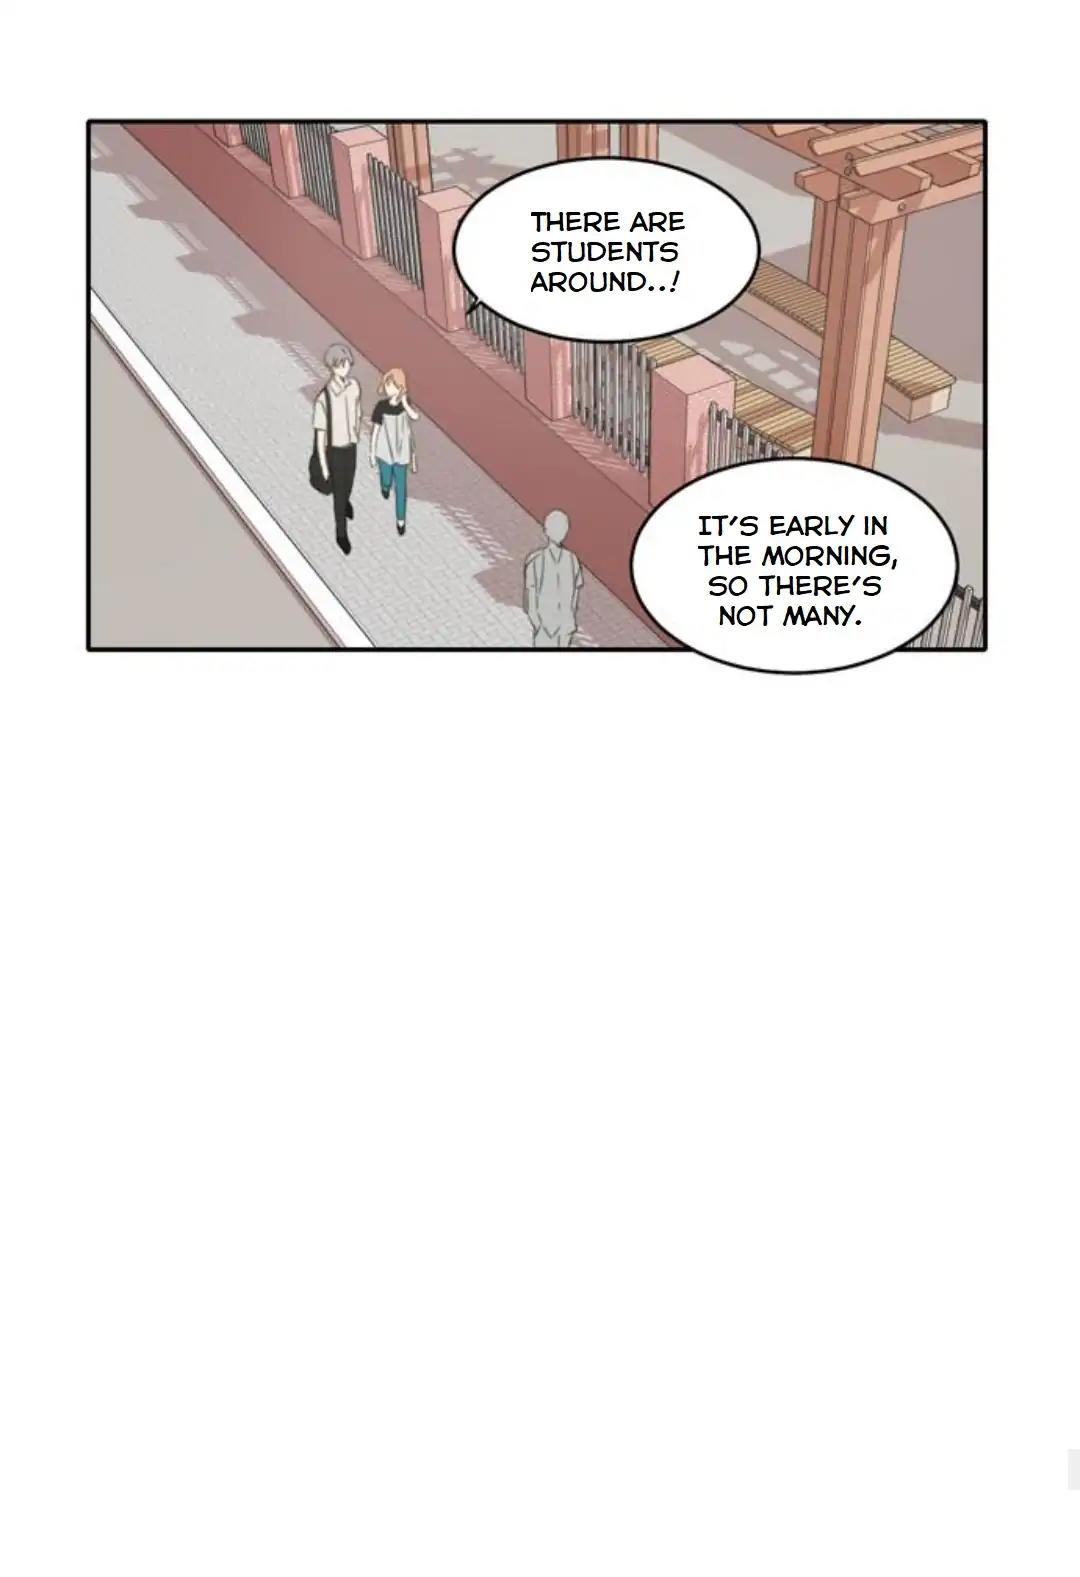 THERE ARE
STUDENTS
AROUND..!
IT'S EARLY IN
THE MORNING,
SO THERE'S
NOT MANY.